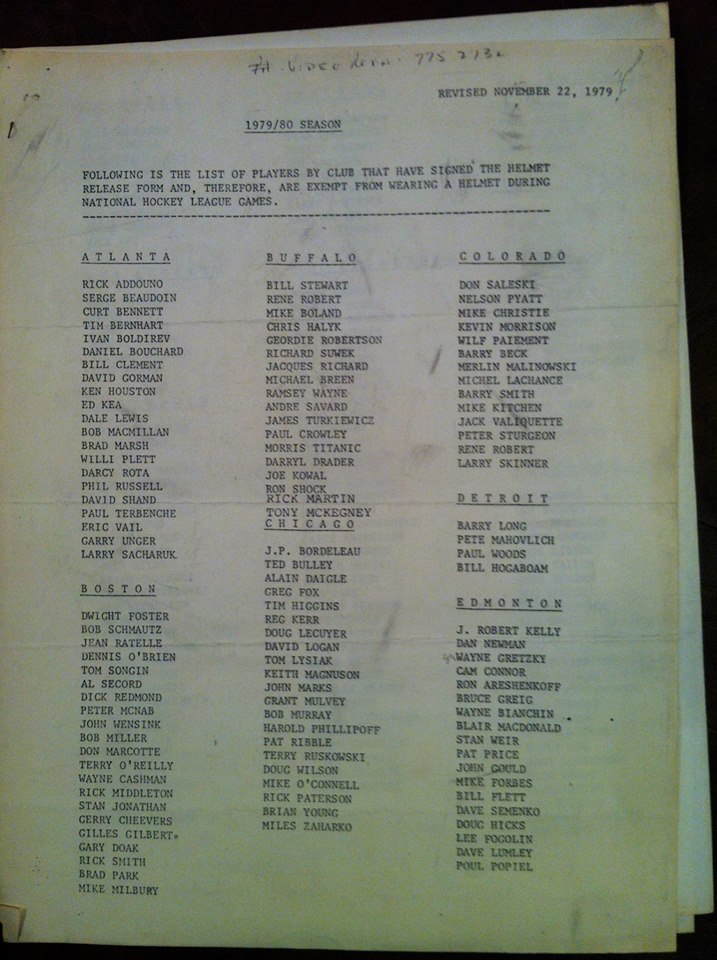 775 273
REVISED NOVEMBER 22, 1979
1979/80 SEASON
FOLLOWING IS THE LIST OF PLAYERS BY CLUB THAT HAVE SIGNED THE HELMET
RELEASE FORM AND, THEREFORE, ARE EXEMPT FROM WEARING A HELMET DURING
NATIONAL HOCKEY LEAGUE GAMES.
A T L A N T A
RICK ADDOUNO
SERGE BEAUDOIN
CURT BENNETT
TIM BERNHART
IVAN BOLDIREV
DANIEL BOUCHARD
BILL CLEMENT
DAVID GORMAN
KEN HOUSTON
ED KEA
DALE LEWIS
BOB MACMILLAN
BRAD MARSH
WILLI PLETT
DARCY ROTA
PHIL RUSSELL
DAVID SHAND
PAUL TERBENCHE
ERIC VAIL
GARRY UNGER
LARRY SACHARUK
B O S T O N
DWIGHT FOSTER
BOB SCHMAUTZ
JEAN RATELLE
DENNIS O'BRIEN
TOM SONGIN
AL SECORD
DICK REDMOND
PETER MCNAB
JOHN WENSINK
BOB MILLER
DON MARCOTTE
TERRY O'REILLY
WAYNE CASHMAN
RICK MIDDLETON
STAN JONATHAN
GERRY CHEEVERS
GILLES GILBERT
GARY DOAK
RICK SMITH
BRAD PARK
MIKE MILBURY
B U F F A L O
BILL STEWART
RENE ROBERT
MIKE BOLAND
CHRIS HALYK
GEORDIE ROBERTSON
RICHARD SUWEK
JACQUES RICHARD
MICHAEL BREEN
RAMSEY WAYNE
ANDRE SAVARD
JAMES TURKIEWICZ
PAUL CROWLEY
MORRIS TITANIC
DARRYL DRADER
JOE KOWAL
RON SHOCK
RICK MARTIN
TONY MCKEGNEY
C H I C A G O
J.P. BORDELEAU
TED BULLEY
ALAIN DAIGLE
GREG FOX
TIM HIGGINS
REG KERR
DOUG LECUYER
DAVID LOGAN
TOM LYSIAK
KEITH MAGNUSON
JOHN MARKS
GRANT MULVEY
BOB MURRAY
HAROLD PHILLIPOFF
PAT RIBBLE
TERRY RUSKOWSKI
DOUG WILSON
MIKE O'CONNELL
RICK PATERSON
BRIAN YOUNG
MILES ZAHARKO
C O L O R A D O
DON SALESKI
NELSON PYATT
MIKE CHRISTIE
KEVIN MORRISON
WILF PAIEMENT
BARRY BECK
MERLIN MALINOWSKI
MICHEL LACHANCE
BARRY SMITH
MIKE KITCHEN
JACK VALIQUETTE
PETER STURGEON
RENE ROBERT
LARRY SKINNER
D E T R O I T
BARRY LONG
PETE MAHOVLICH
PAUL WOODS
BILL HOGABOAM
E D M O N T O N
J. ROBERT KELLY
DAN NEWMAN
WAYNE GRETZKY
CAM CONNOR
RON ARESHENKOFF
BRUCE GREIG
WAYNE BIANCHIN
BLAIR MACDONALD
STAN WEIR
PAT PRICE
JOHN GOULD
MIKE FORBES
BILL FLETT
DAVE SEMENKO
DOUG HICKS
LEE FOGOLIN
DAVE LUMLEY
POUL POPIEL